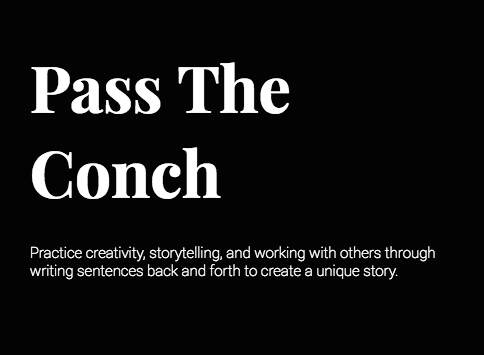 Pass The
Conch
Practice creativity, storytelling, and working with others through
writing sentences back and forth to create a unique story.